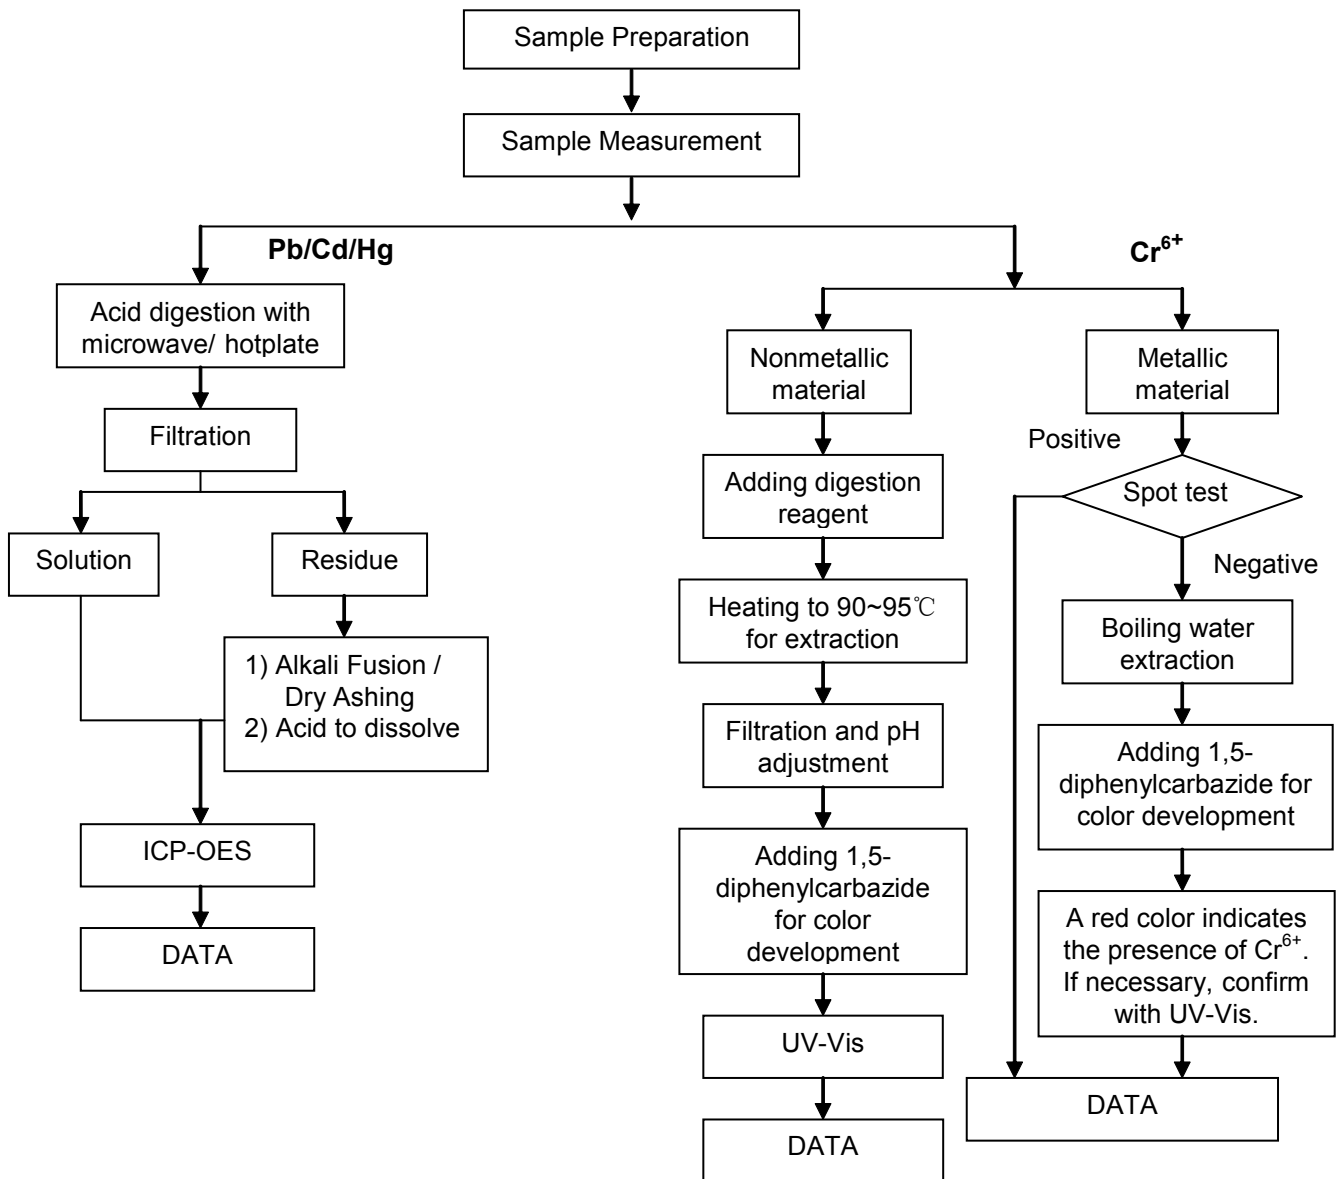 Sample Preparation
Sample Measurement
Pb/Cd/Hg
Acid digestion with
microwave/ hotplate
Filtration
Solution
Residue
1) Alkali Fusion /
Dry Ashing
2) Acid to dissolve
ICP-OES
DATA
Cr⁶⁺
Nonmetallic
material
Adding digestion
reagent
Heating to 90~95℃
for extraction
Filtration and pH
adjustment
Adding 1,5-
diphenylcarbazide
for color
development
UV-Vis
DATA
Metallic
material
Positive
Spot test
Negative
Boiling water
extraction
Adding 1,5-
diphenylcarbazide for
color development
A red color indicates
the presence of Cr⁶⁺.
If necessary, confirm
with UV-Vis.
DATA